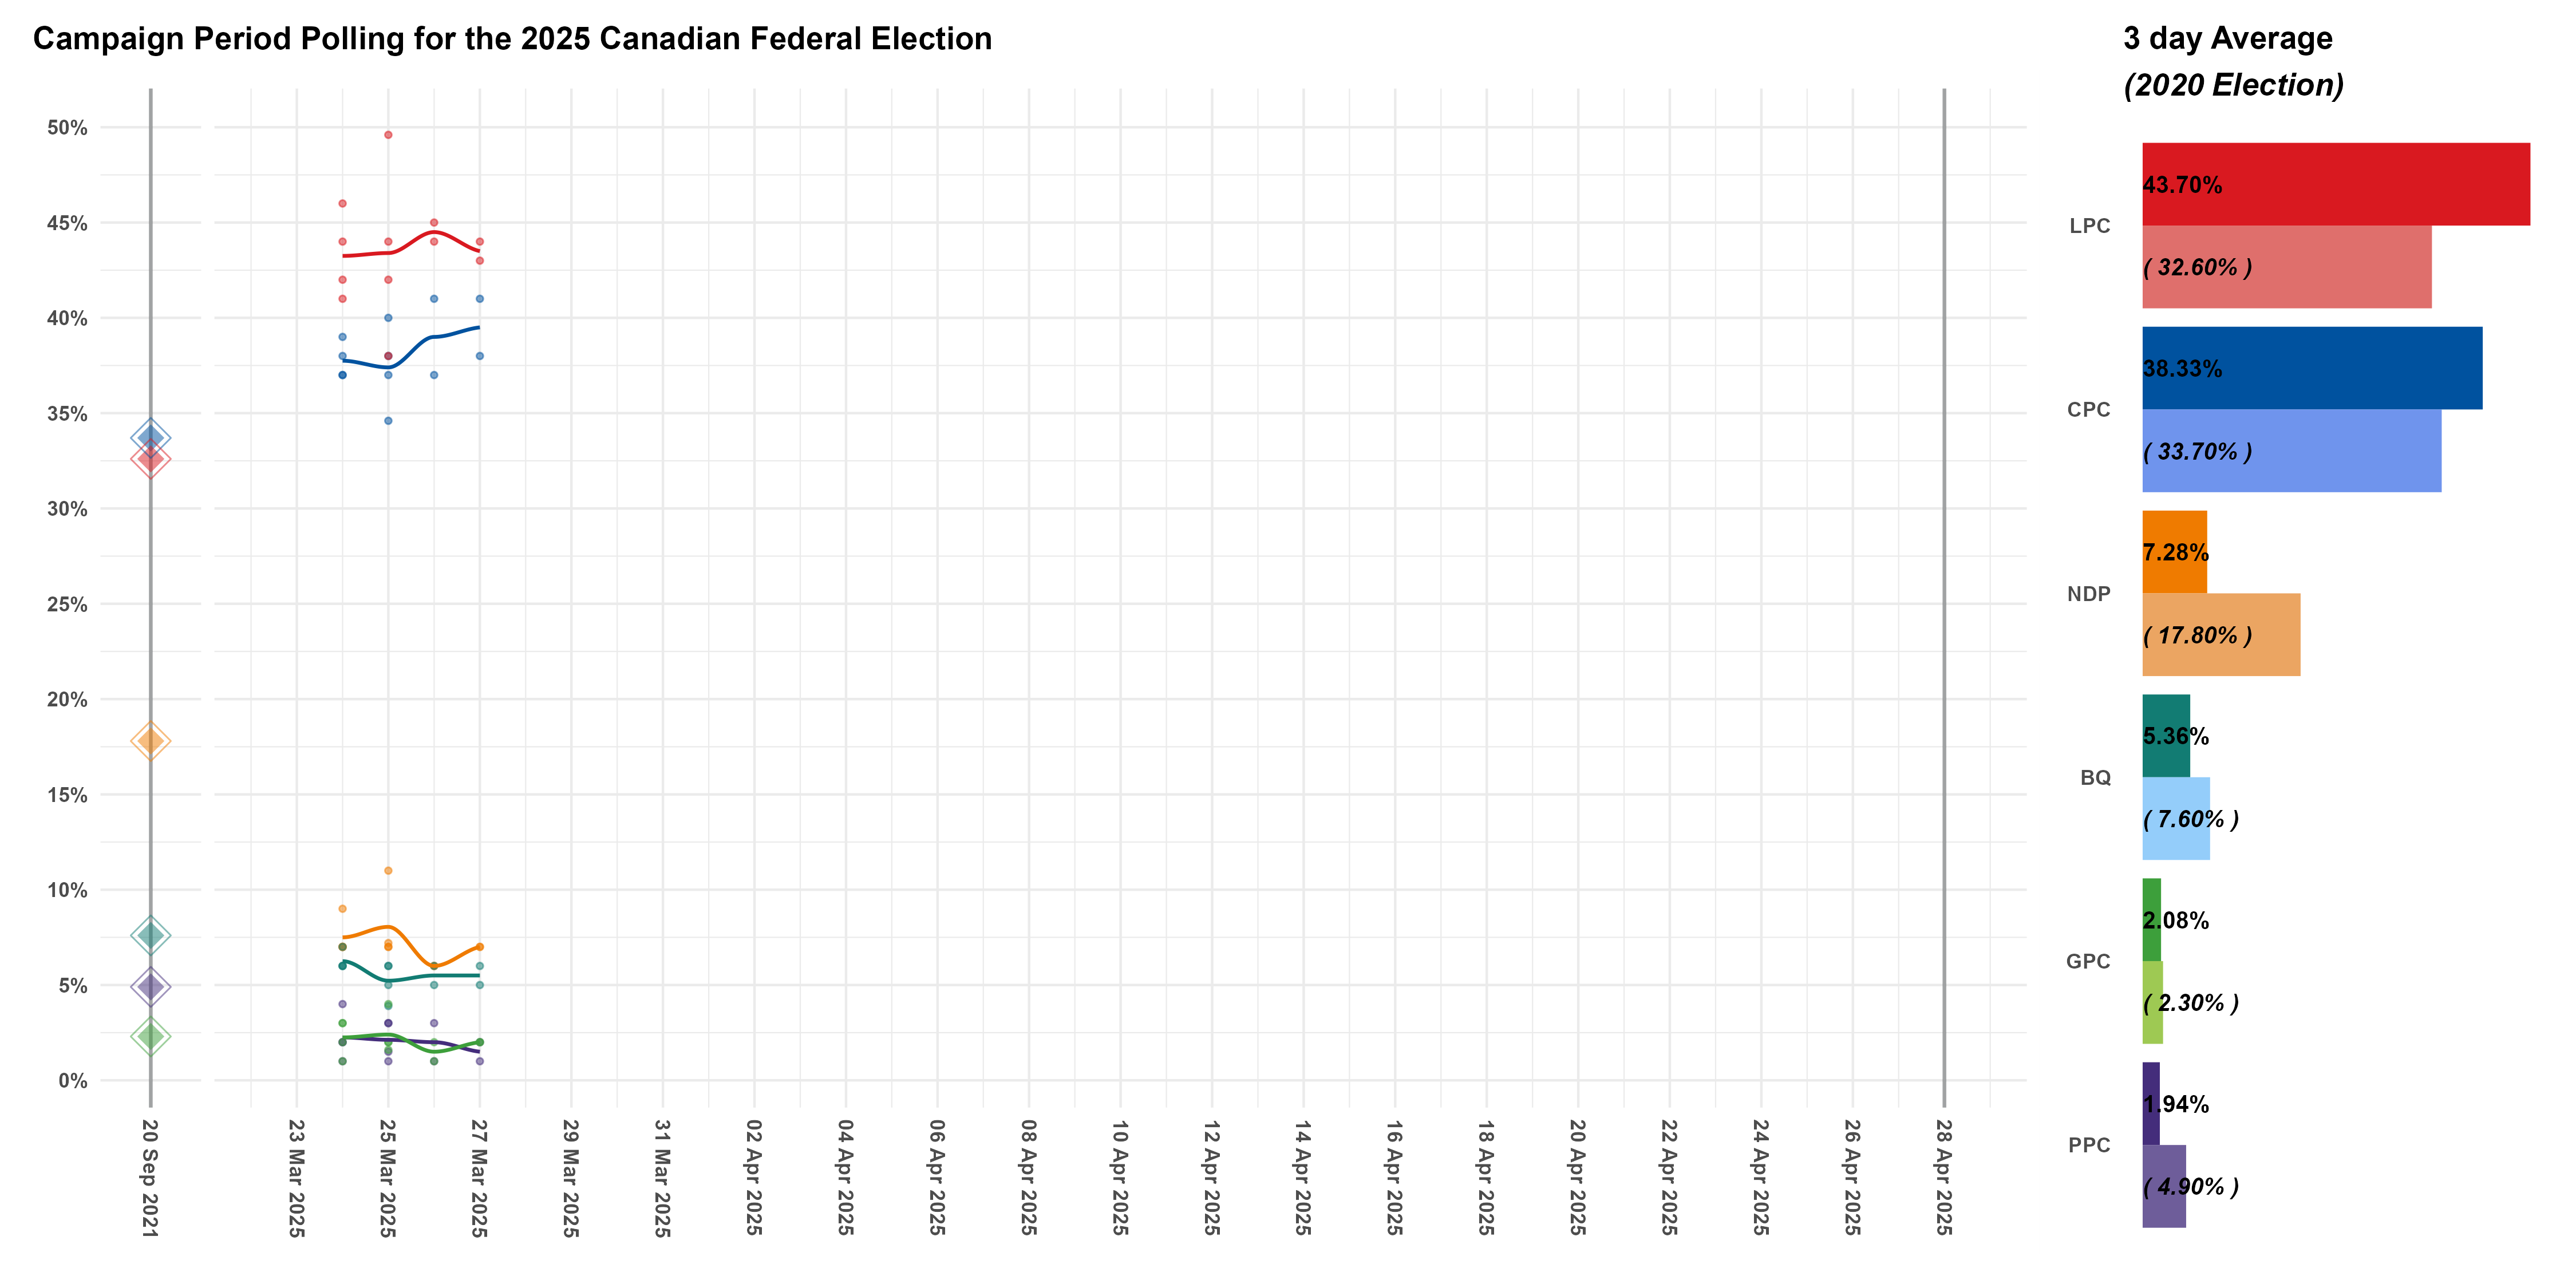 Campaign Period Polling for the 2025 Canadian Federal Election
50%
45%
40%
35%
30%
25%
20%
15%
10%
5%
0%
20 Sep 2021
23 Mar 2025
25 Mar 2025
27 Mar 2025
29 Mar 2025
31 Mar 2025
02 Apr 2025
04 Apr 2025
06 Apr 2025
08 Apr 2025
10 Apr 2025
12 Apr 2025
14 Apr 2025
16 Apr 2025
18 Apr 2025
20 Apr 2025
22 Apr 2025
24 Apr 2025
26 Apr 2025
28 Apr 2025
3 day Average
(2020 Election)
LPC
43.70%
( 32.60% )
CPC
38.33%
( 33.70% )
NDP
7.28%
( 17.80% )
BQ
5.36%
( 7.60% )
GPC
2.08%
( 2.30% )
PPC
1.94%
( 4.90% )